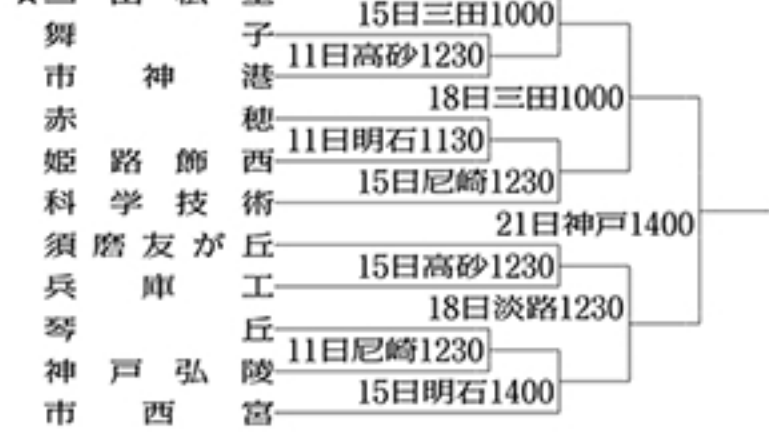 15日三田1000
舞子
11日高砂1230
市神港
18日三田1000
赤穂
11日明石1130
姫路飾西
15日尼崎1230
科学技術
21日神戸1400
須磨友が丘
15日高砂1230
兵庫工
18日淡路1230
琴丘
11日尼崎1230
神戸弘陵
15日明石1400
市西宮